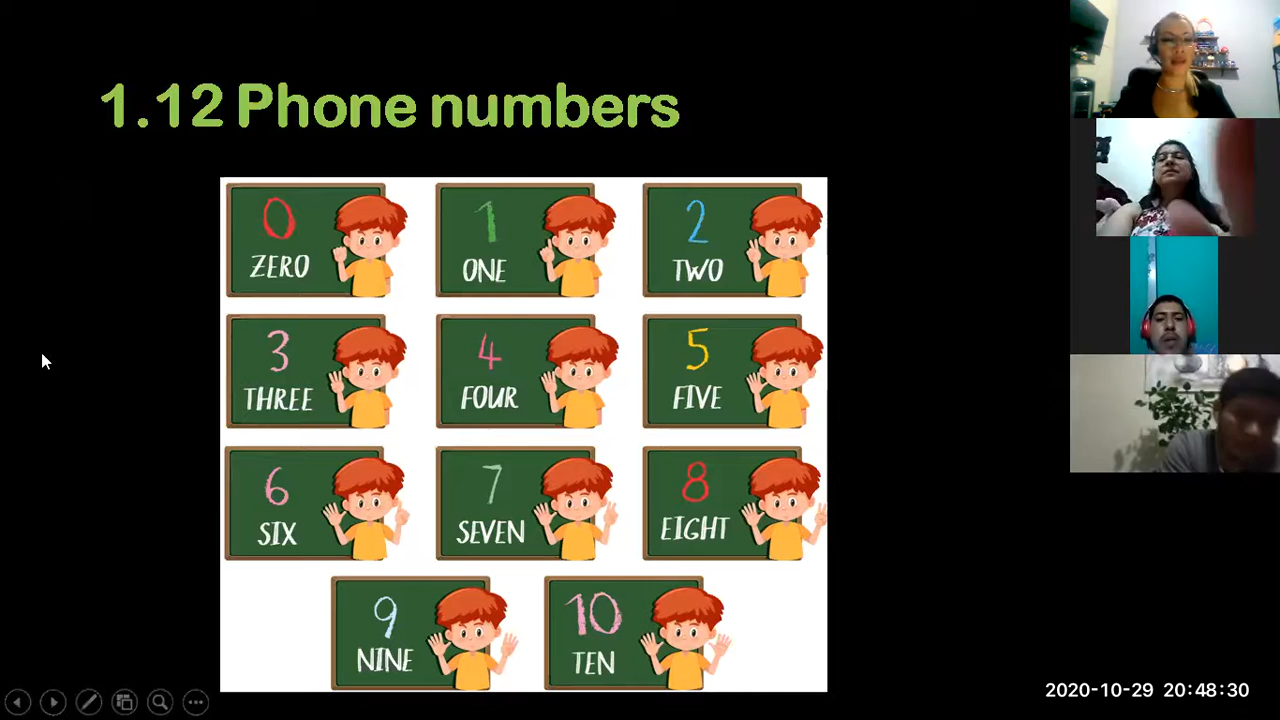 1.12 Phone numbers
0
ZERO
1
ONE
2
TWO
3
THREE
4
FOUR
5
FIVE
6
SIX
7
SEVEN
8
EIGHT
9
NINE
10
TEN
2020-10-29 20:48:30